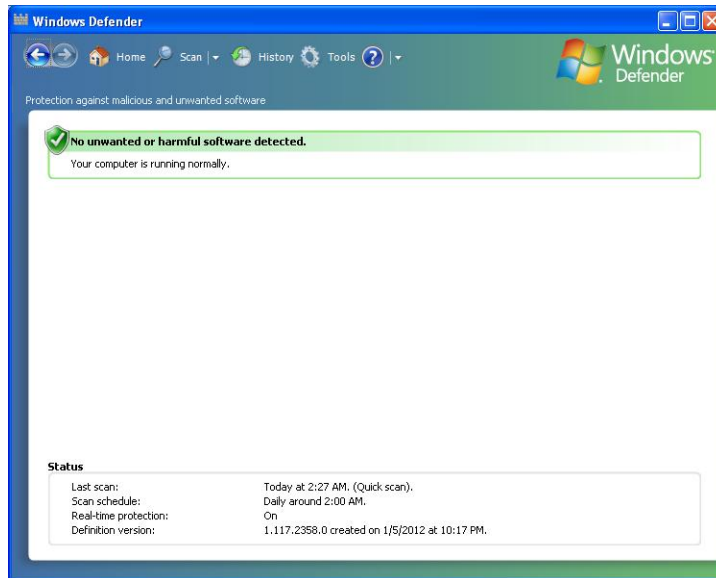 Windows Defender
Home Scan History Tools
Windows
Defender
Protection against malicious and unwanted software
No unwanted or harmful software detected.
Your computer is running normally.
Status
Last scan: Today at 2:27 AM. (Quick scan).
Scan schedule: Daily around 2:00 AM.
Real-time protection: On
Definition version: 1.117.2358.0 created on 1/5/2012 at 10:17 PM.